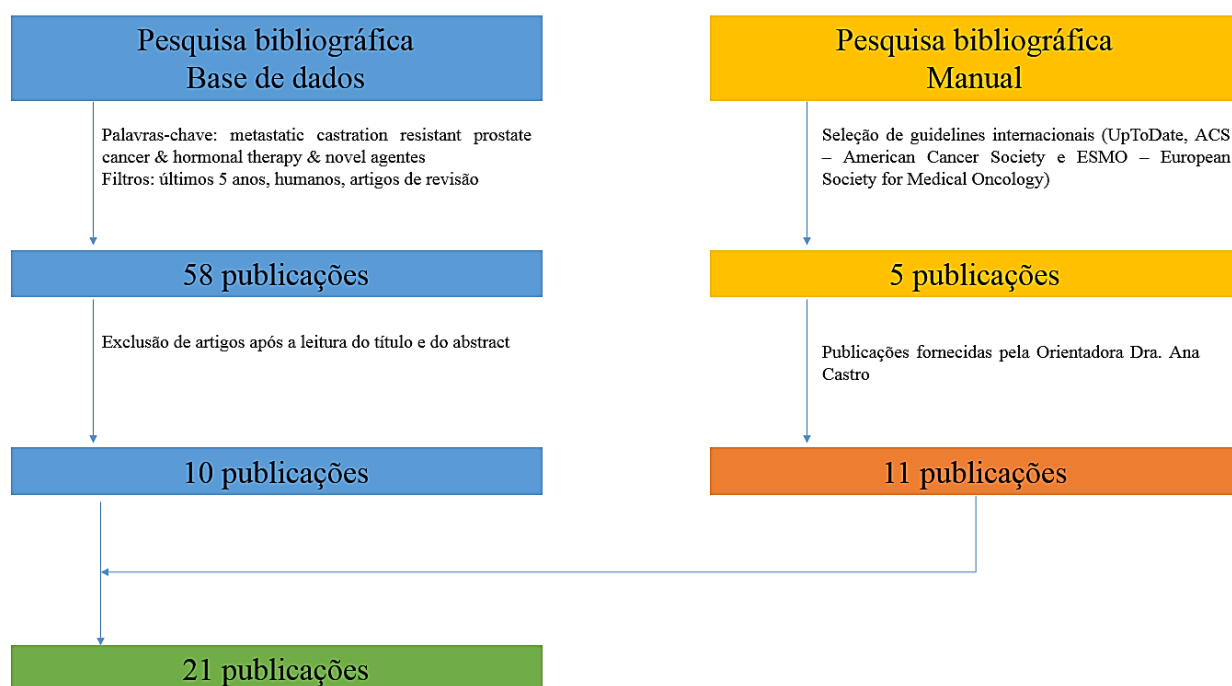 Pesquisa bibliográfica
Base de dados
Palavras-chave: metastatic castration resistant prostate
cancer & hormonal therapy & novel agentes
Filtros: últimos 5 anos, humanos, artigos de revisão
58 publicações
Exclusão de artigos após a leitura do título e do abstract
10 publicações
Pesquisa bibliográfica
Manual
Seleção de guidelines internacionais (UpToDate, ACS
– American Cancer Society e ESMO – European
Society for Medical Oncology)
5 publicações
Publicações fornecidas pela Orientadora Dra. Ana
Castro
11 publicações
21 publicações